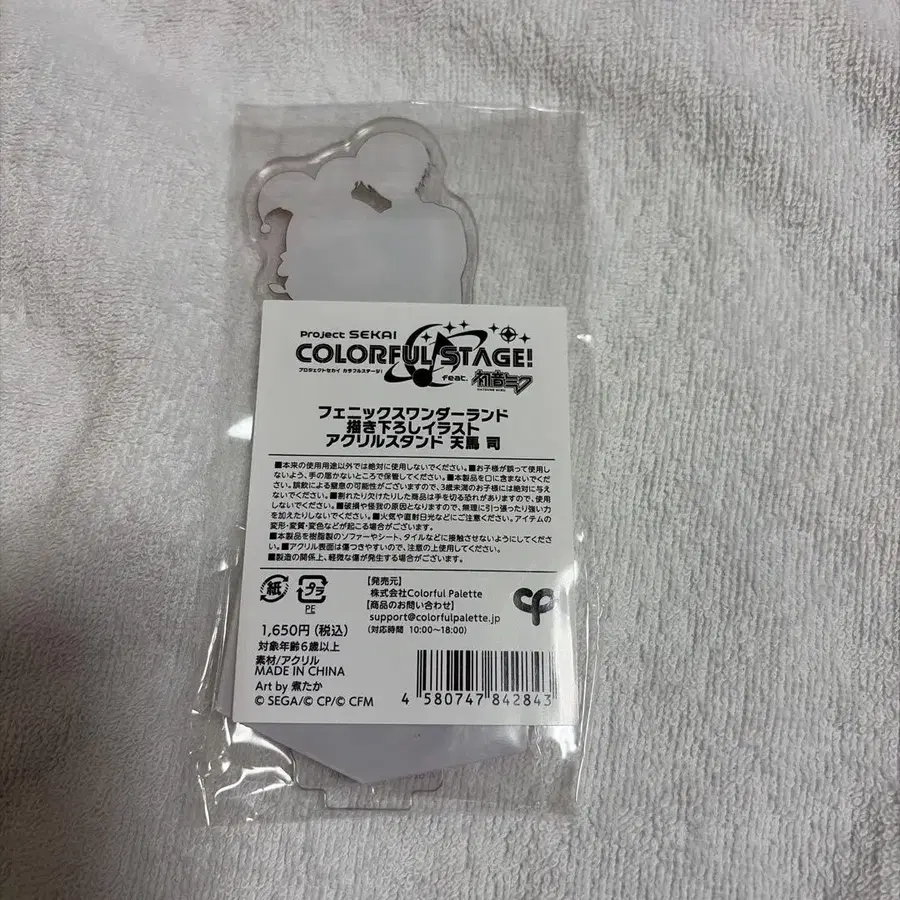 Project SEKAI
COLORFUL STAGE!
プロジェクトセカイ カラフルステージ!
feat. 初音ミク
HATSUNE MIKU
フェニックスワンダーランド
描き下ろしイラスト
アクリルスタンド 天馬 司
■本来の使用用途以外では絶対に使用しないでください。■お子様が誤って使用し
ないよう、手の届かないところで保管してください。■本製品を口に含まないでくだ
さい。誤飲による窒息の可能性がございますので、3歳未満のお子様には絶対に与え
ないでください。■割れたり欠けたりした商品は手を切る恐れがありますので、使用
しないでください。■破損や怪我の原因となりますので、無理に引っ張ったり強い力
を加えたりしないでください。■火気や直射日光などにご注意ください。アイテムの
変形・変質・変色などが起こる場合がございます。
■本製品を樹脂製のソファーやシート、タイルなどに接触させないようにしてくださ
い。■アクリル表面は傷つきやすいので、注意の上使用してください。
■製造の関係上、軽微な傷が発生する場合がございます。
紙
プラ
PE
【発売元】
株式会社Colorful Palette
【商品のお問い合わせ】
support@colorfulpalette.jp
(対応時間 10:00~18:00)
cp
1,650円(税込)
対象年齢6歳以上
素材/アクリル
MADE IN CHINA
Art by 煮たか
© SEGA/© CP/© CFM
4 580747 842843